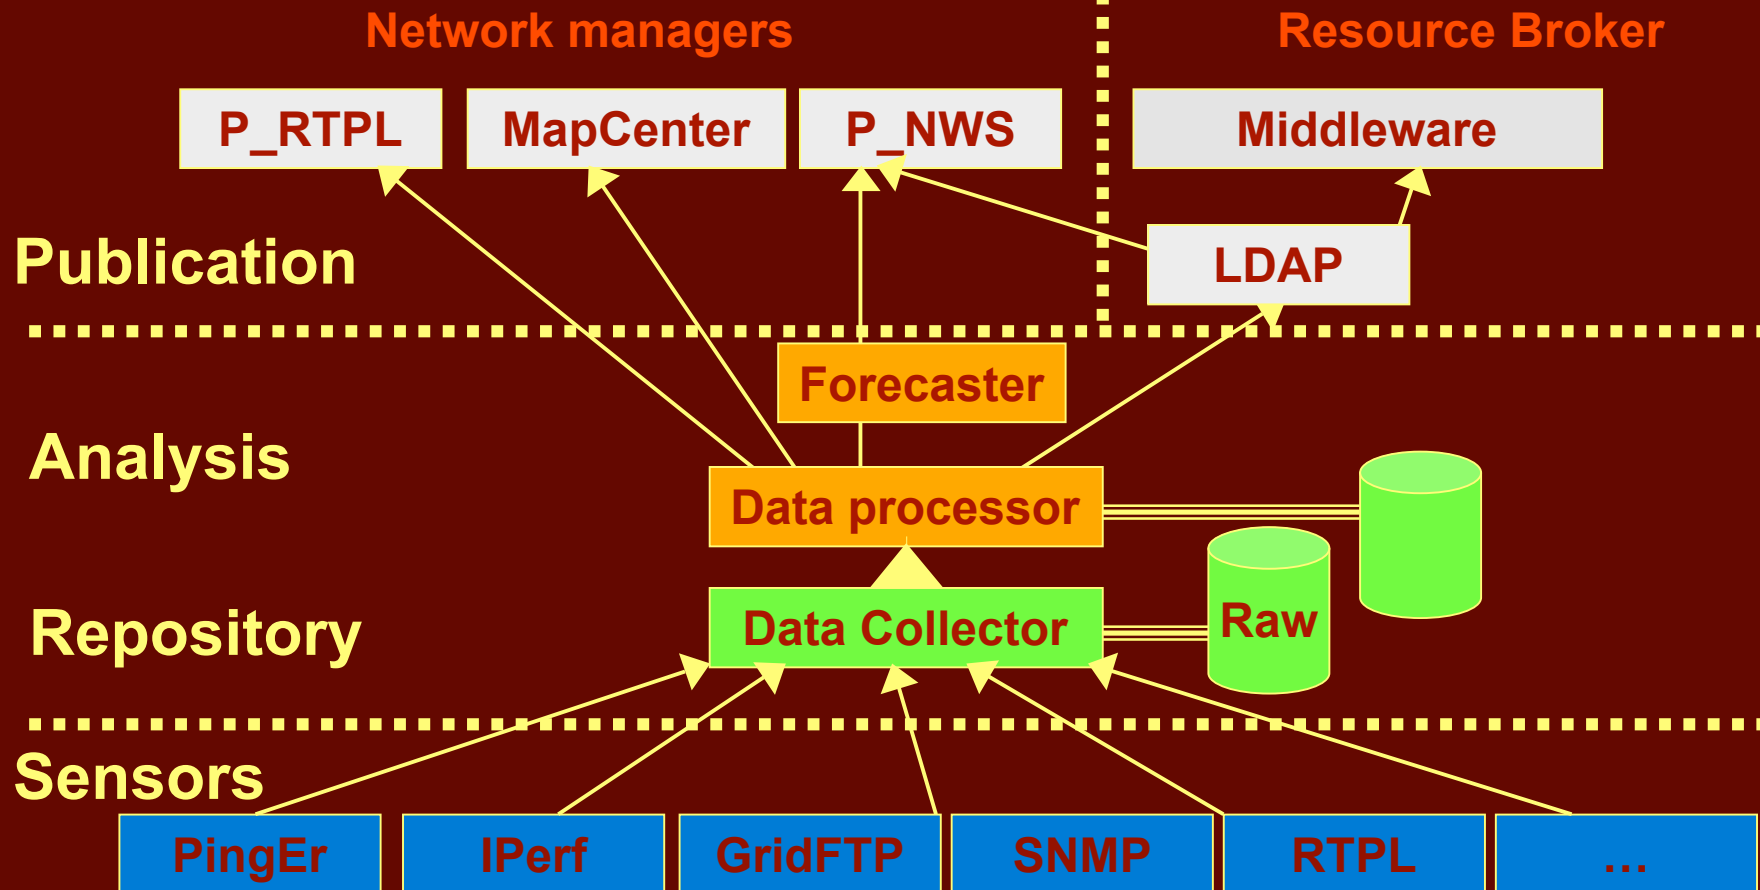 Network managers
Resource Broker
P_RTPL
MapCenter
P_NWS
Middleware
Publication
LDAP
Forecaster
Analysis
Data processor
Repository
Data Collector
Raw
Sensors
PingEr
IPerf
GridFTP
SNMP
RTPL
…